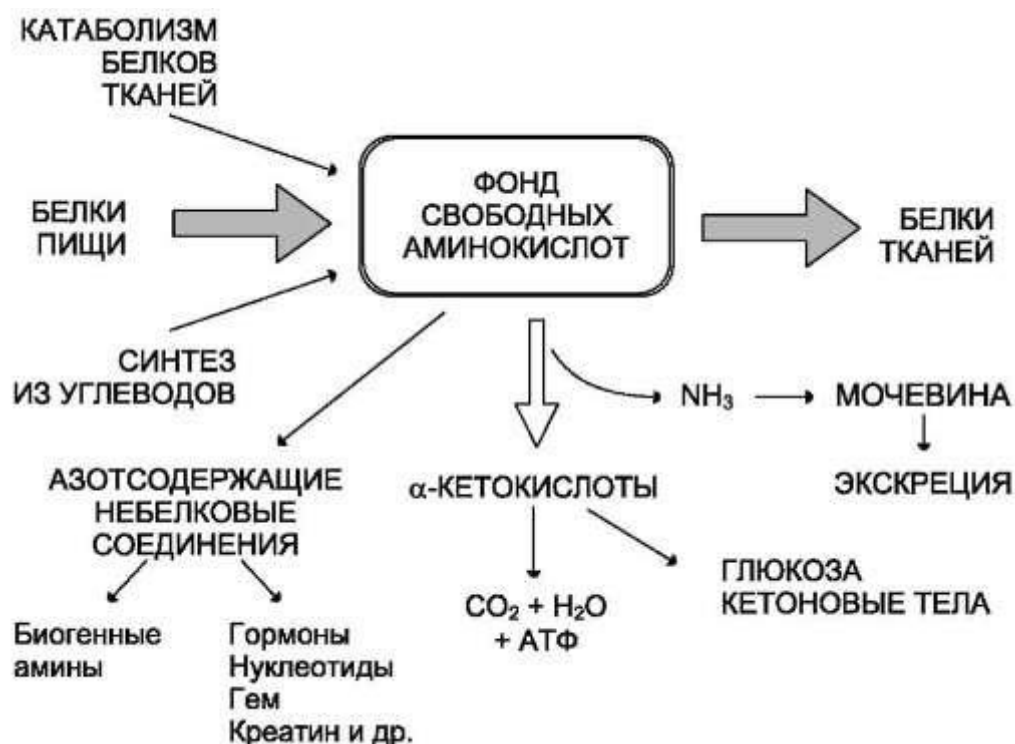 КАТАБОЛИЗМ
БЕЛКОВ
ТКАНЕЙ
БЕЛКИ
ПИЩИ
СИНТЕЗ
ИЗ УГЛЕВОДОВ
ФОНД
СВОБОДНЫХ
АМИНОКИСЛОТ
БЕЛКИ
ТКАНЕЙ
NH₃
МОЧЕВИНА
ЭКСКРЕЦИЯ
АЗОТСОДЕРЖАЩИЕ
НЕБЕЛКОВЫЕ
СОЕДИНЕНИЯ
α-КЕТОКИСЛОТЫ
ГЛЮКОЗА
КЕТОНОВЫЕ ТЕЛА
CO₂ + H₂O
+ АТФ
Биогенные
амины
Гормоны
Нуклеотиды
Гем
Креатин и др.